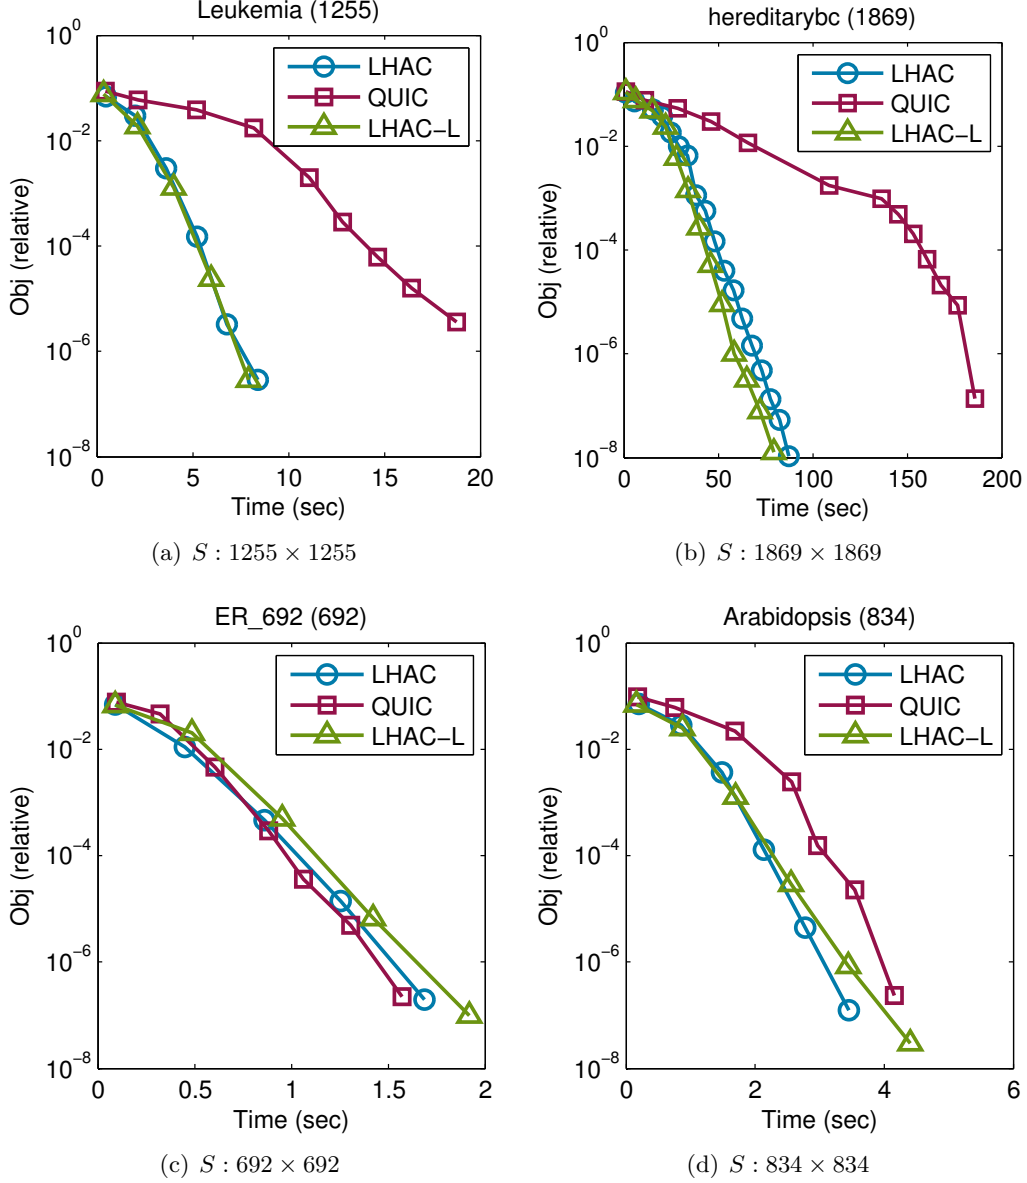 Leukemia (1255)
10^0
10^−2
10^−4
10^−6
10^−8
Obj (relative)
LHAC
QUIC
LHAC−L
0 5 10 15 20
Time (sec)
(a) S : 1255 × 1255
hereditarybc (1869)
10^0
10^−2
10^−4
10^−6
10^−8
Obj (relative)
LHAC
QUIC
LHAC−L
0 50 100 150 200
Time (sec)
(b) S : 1869 × 1869
ER_692 (692)
10^0
10^−2
10^−4
10^−6
10^−8
Obj (relative)
LHAC
QUIC
LHAC−L
0 0.5 1 1.5 2
Time (sec)
(c) S : 692 × 692
Arabidopsis (834)
10^0
10^−2
10^−4
10^−6
10^−8
Obj (relative)
LHAC
QUIC
LHAC−L
0 2 4 6
Time (sec)
(d) S : 834 × 834